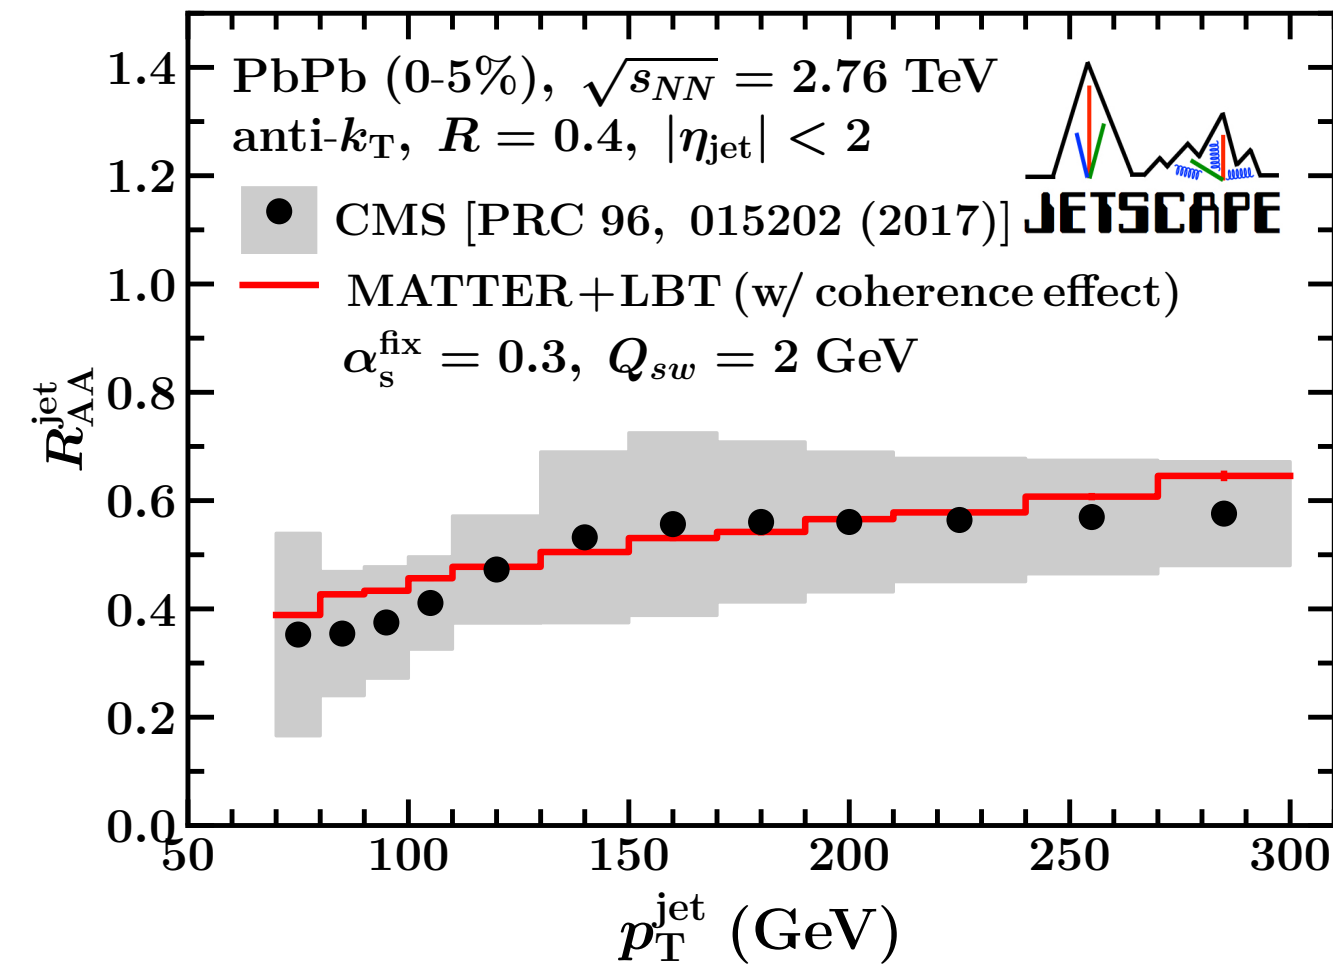 PbPb (0-5%), √s_NN = 2.76 TeV
anti-k_T, R = 0.4, |η_jet| < 2
CMS [PRC 96, 015202 (2017)]
JETSCAPE
MATTER+LBT (w/ coherence effect)
α_s^fix = 0.3, Q_sw = 2 GeV
R_AA^jet
1.4
1.2
1.0
0.8
0.6
0.4
0.2
0.0
50 100 150 200 250 300
p_T^jet (GeV)